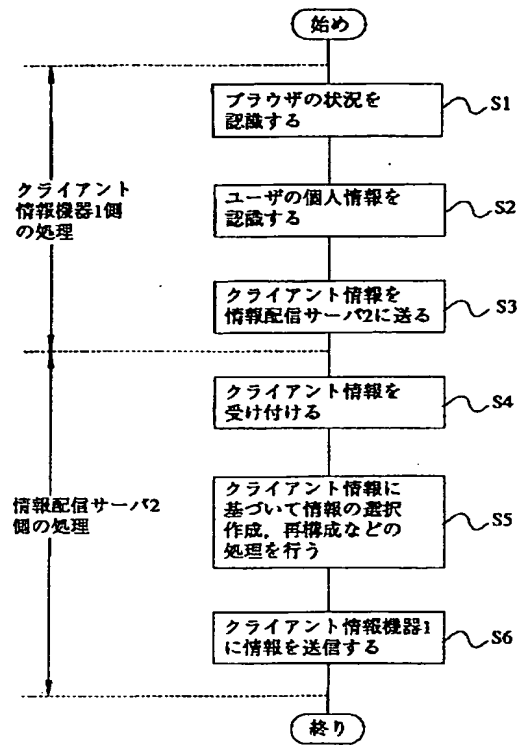 始め
ブラウザの状況を
認識する
S1
クライアント
情報機器1側
の処理
ユーザの個人情報を
認識する
S2
クライアント情報を
情報配信サーバ2に送る
S3
クライアント情報を
受け付ける
S4
情報配信サーバ2
側の処理
クライアント情報に
基づいて情報の選択
作成，再構成などの
処理を行う
S5
クライアント情報機器1
に情報を送信する
S6
終り